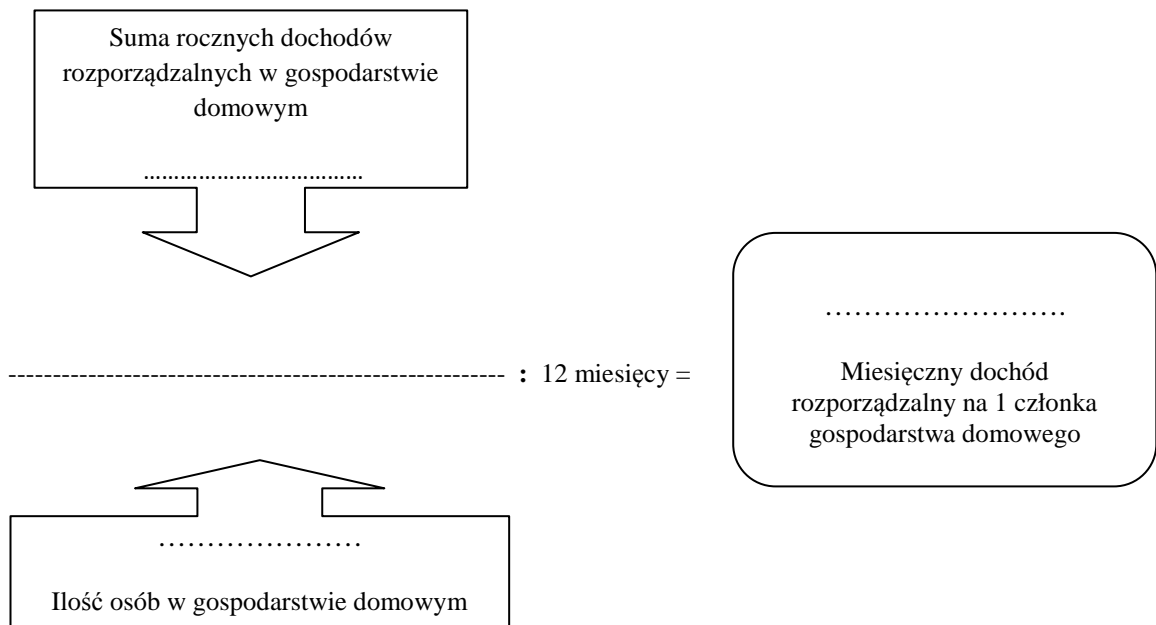 Suma rocznych dochodów
rozporządzalnych w gospodarstwie
domowym
....................................
------------------------------------------------------- : 12 miesięcy =
……………………….
Miesięczny dochód
rozporządzalny na 1 członka
gospodarstwa domowego
…………………
Ilość osób w gospodarstwie domowym